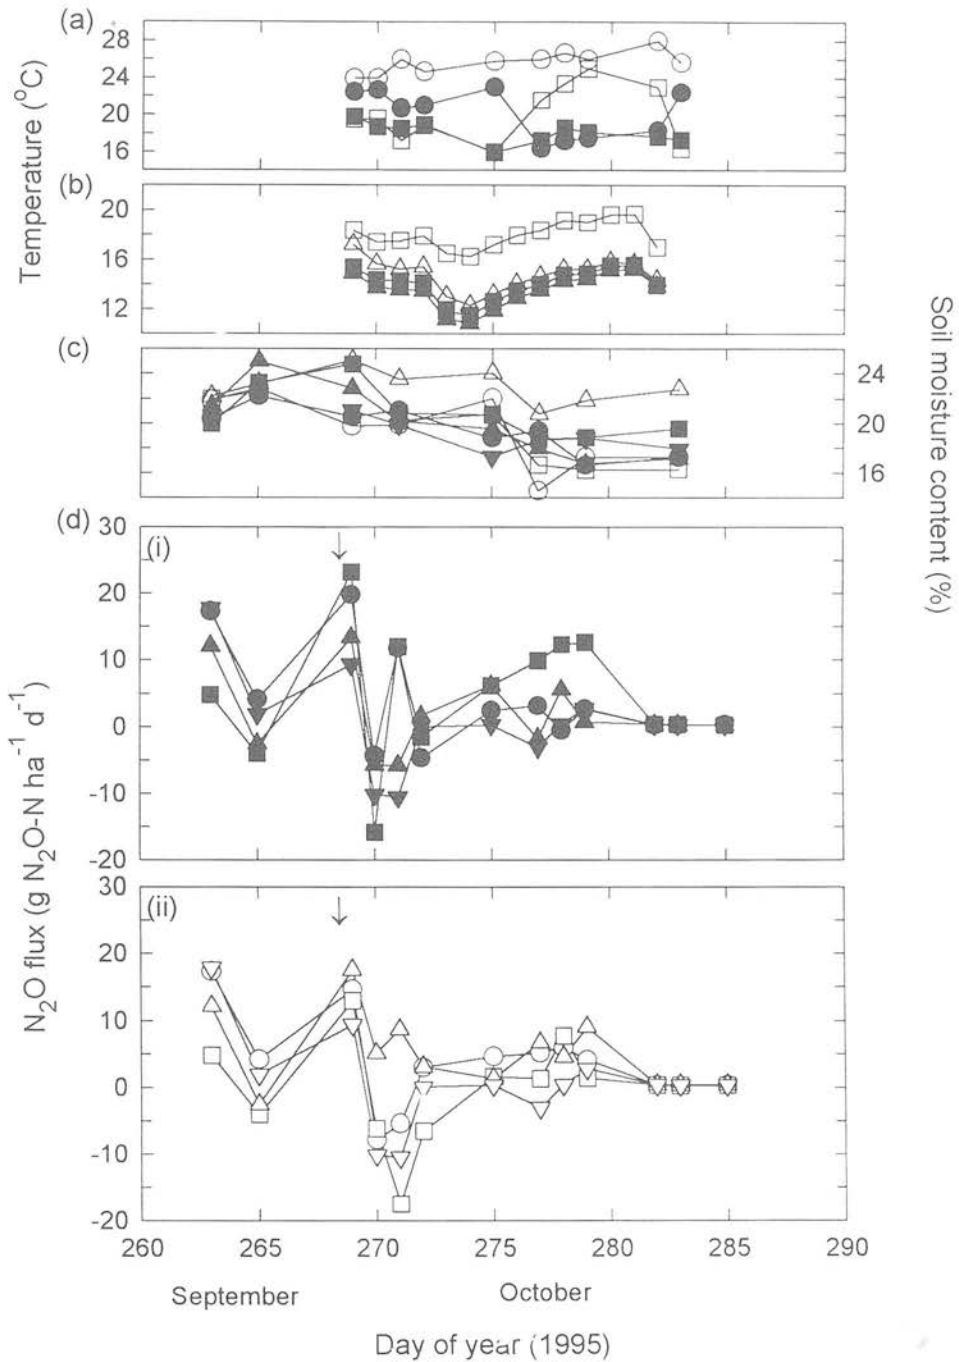 (a)
28
24
20
16
Temperature (°C)
(b)
20
16
12
(c)
24
20
16
Soil moisture content (%)
(d)
30
(i)
20
10
0
-10
-20
30
(ii)
20
10
0
-10
-20
N₂O flux (g N₂O-N ha⁻¹ d⁻¹)
260 265 270 275 280 285 290
September October
Day of year (1995)